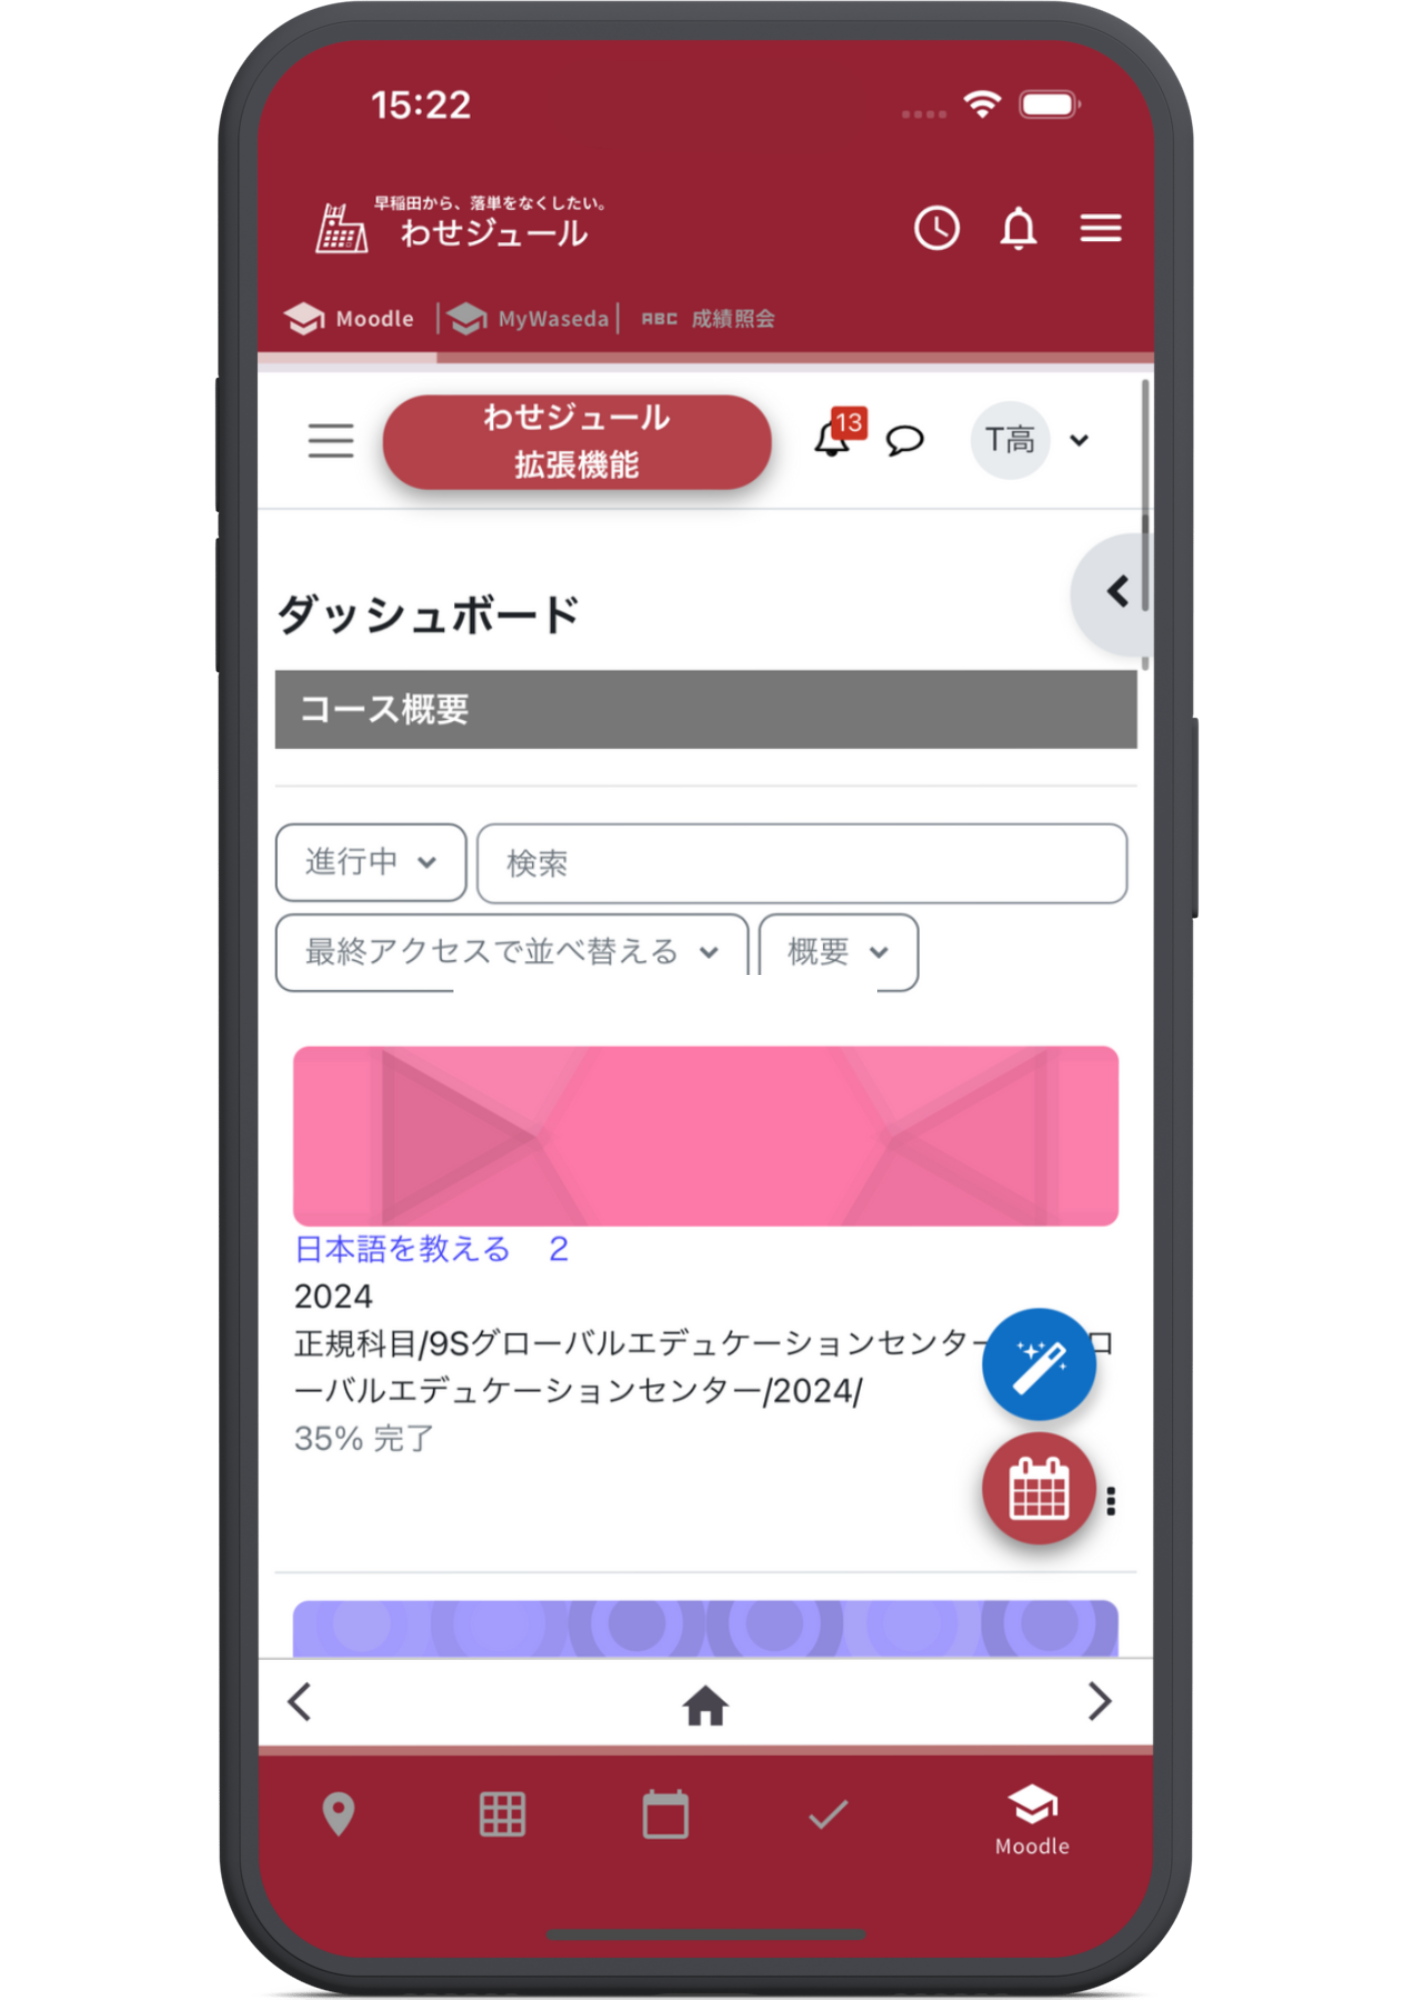 15:22
早稲田から、落単をなくしたい。
わせジュール
Moodle MyWaseda ABC 成績照会
わせジュール
拡張機能
13
T高
ダッシュボード
コース概要
進行中 検索
最終アクセスで並べ替える 概要
日本語を教える　2
2024
正規科目/9Sグローバルエデュケーションセンター ロ
ーバルエデュケーションセンター/2024/
35% 完了
Moodle